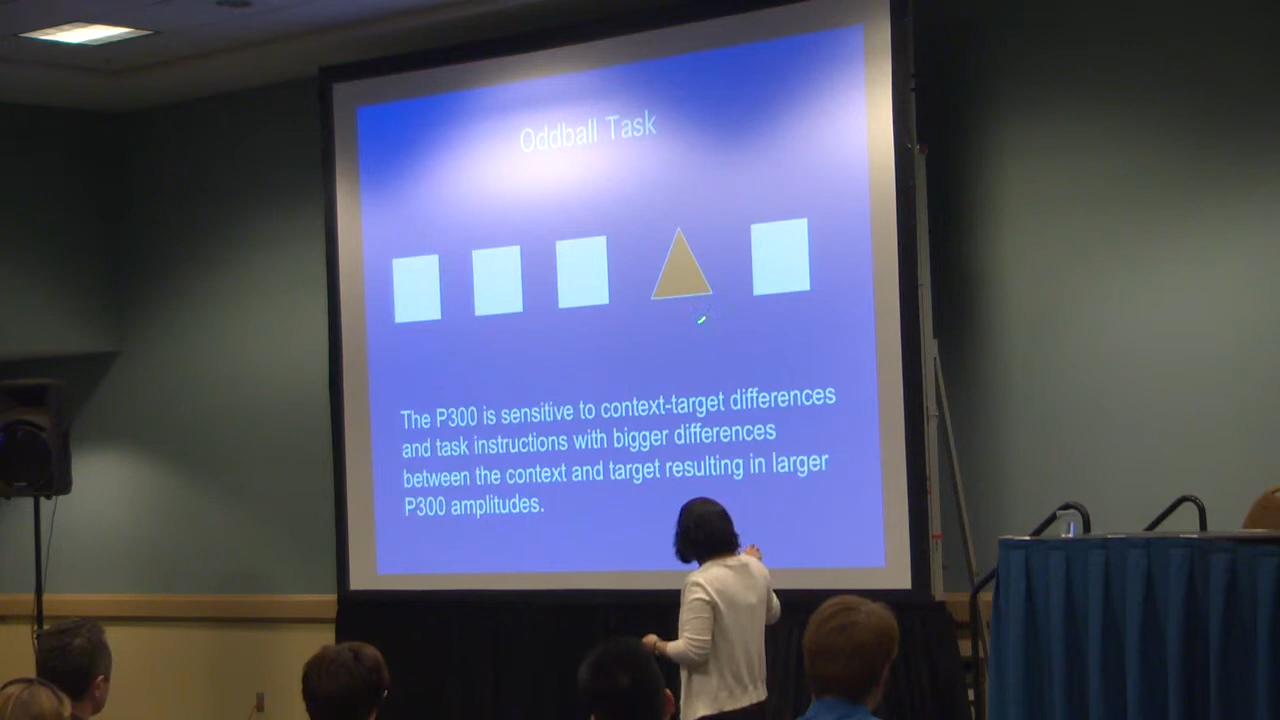 Oddball Task
The P300 is sensitive to context-target differences
and task instructions with bigger differences
between the context and target resulting in larger
P300 amplitudes.